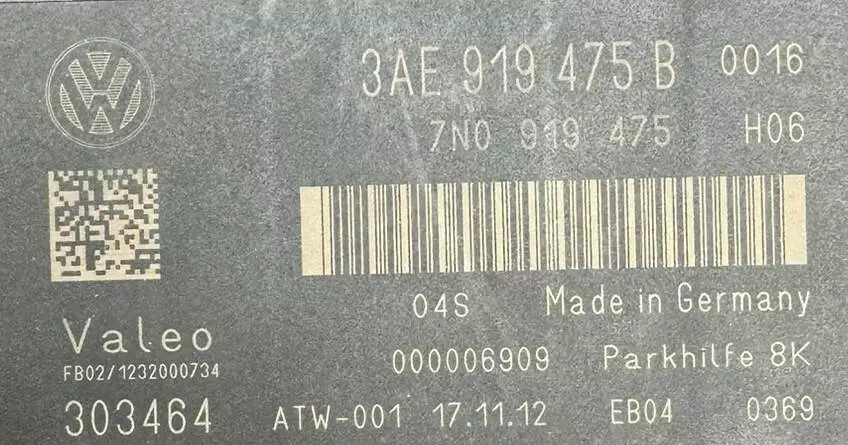 3AE 919 475 B 0016
7N0 919 475 H06
04S Made in Germany
Valeo
FB02/1232000734
000006909 Parkhilfe 8K
303464 ATW-001 17.11.12 EB04 0369